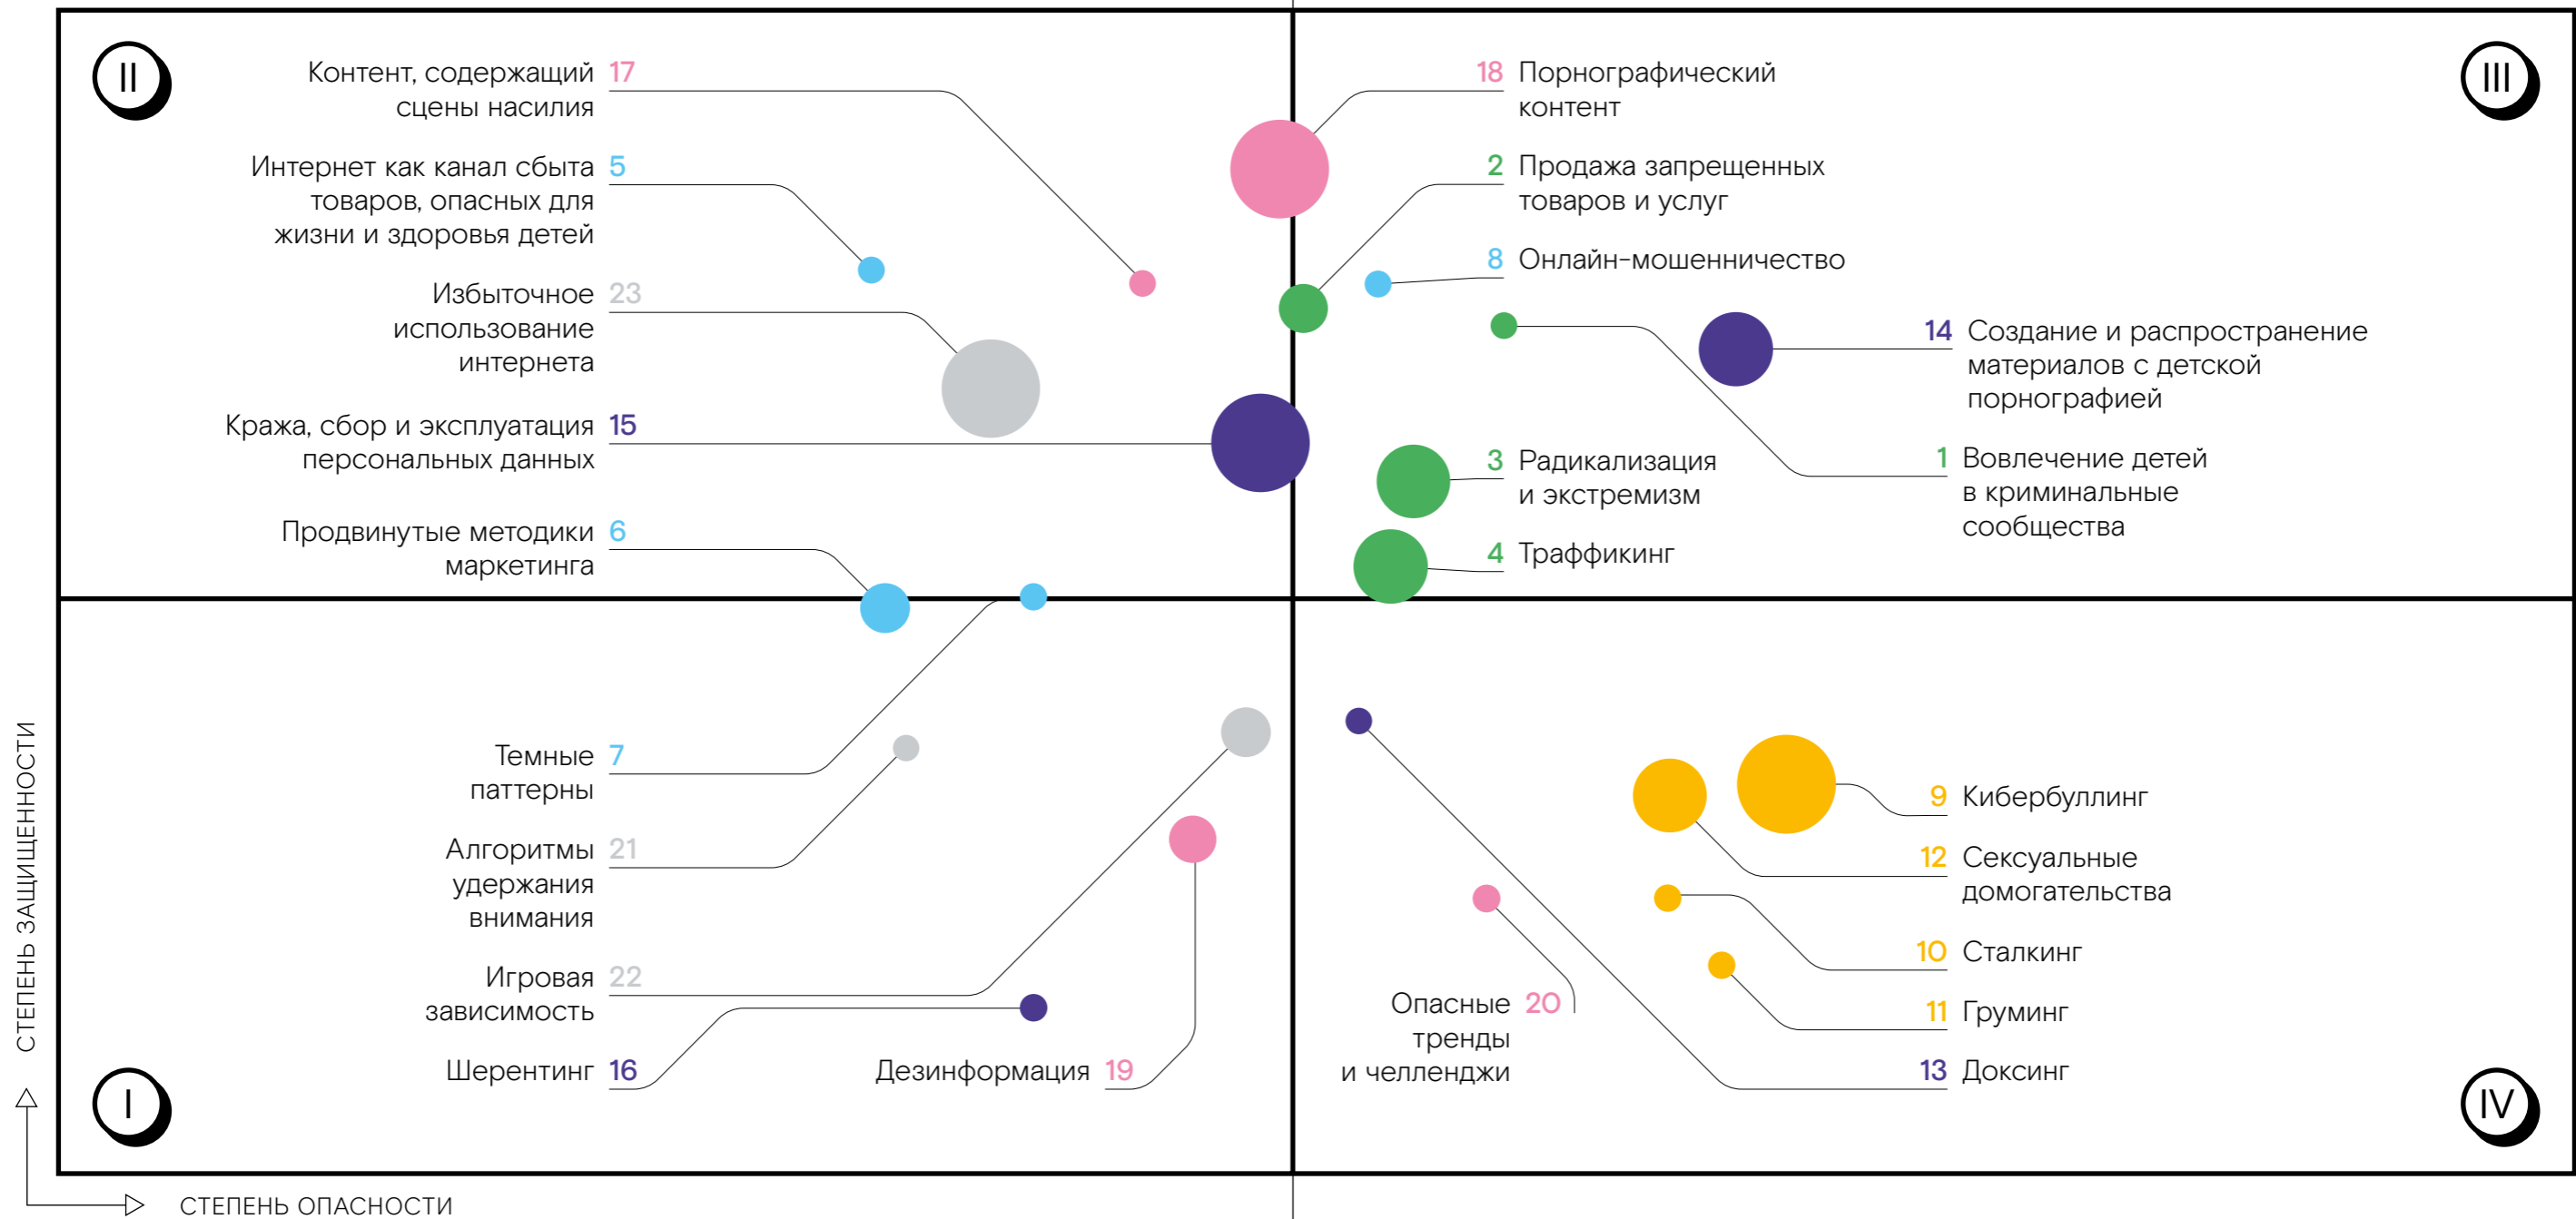 II
Контент, содержащий 17
сцены насилия
Интернет как канал сбыта 5
товаров, опасных для
жизни и здоровья детей
Избыточное 23
использование
интернета
Кража, сбор и эксплуатация 15
персональных данных
Продвинутые методики 6
маркетинга
III
18 Порнографический
контент
2 Продажа запрещенных
товаров и услуг
8 Онлайн-мошенничество
14 Создание и распространение
материалов с детской
порнографией
1 Вовлечение детей
в криминальные
сообщества
3 Радикализация
и экстремизм
4 Траффикинг
Темные 7
паттерны
Алгоритмы 21
удержания
внимания
Игровая 22
зависимость
Шерентинг 16
Дезинформация 19
I
9 Кибербуллинг
12 Сексуальные
домогательства
10 Сталкинг
11 Груминг
13 Доксинг
Опасные 20
тренды
и челленджи
IV
СТЕПЕНЬ ЗАЩИЩЕННОСТИ
СТЕПЕНЬ ОПАСНОСТИ